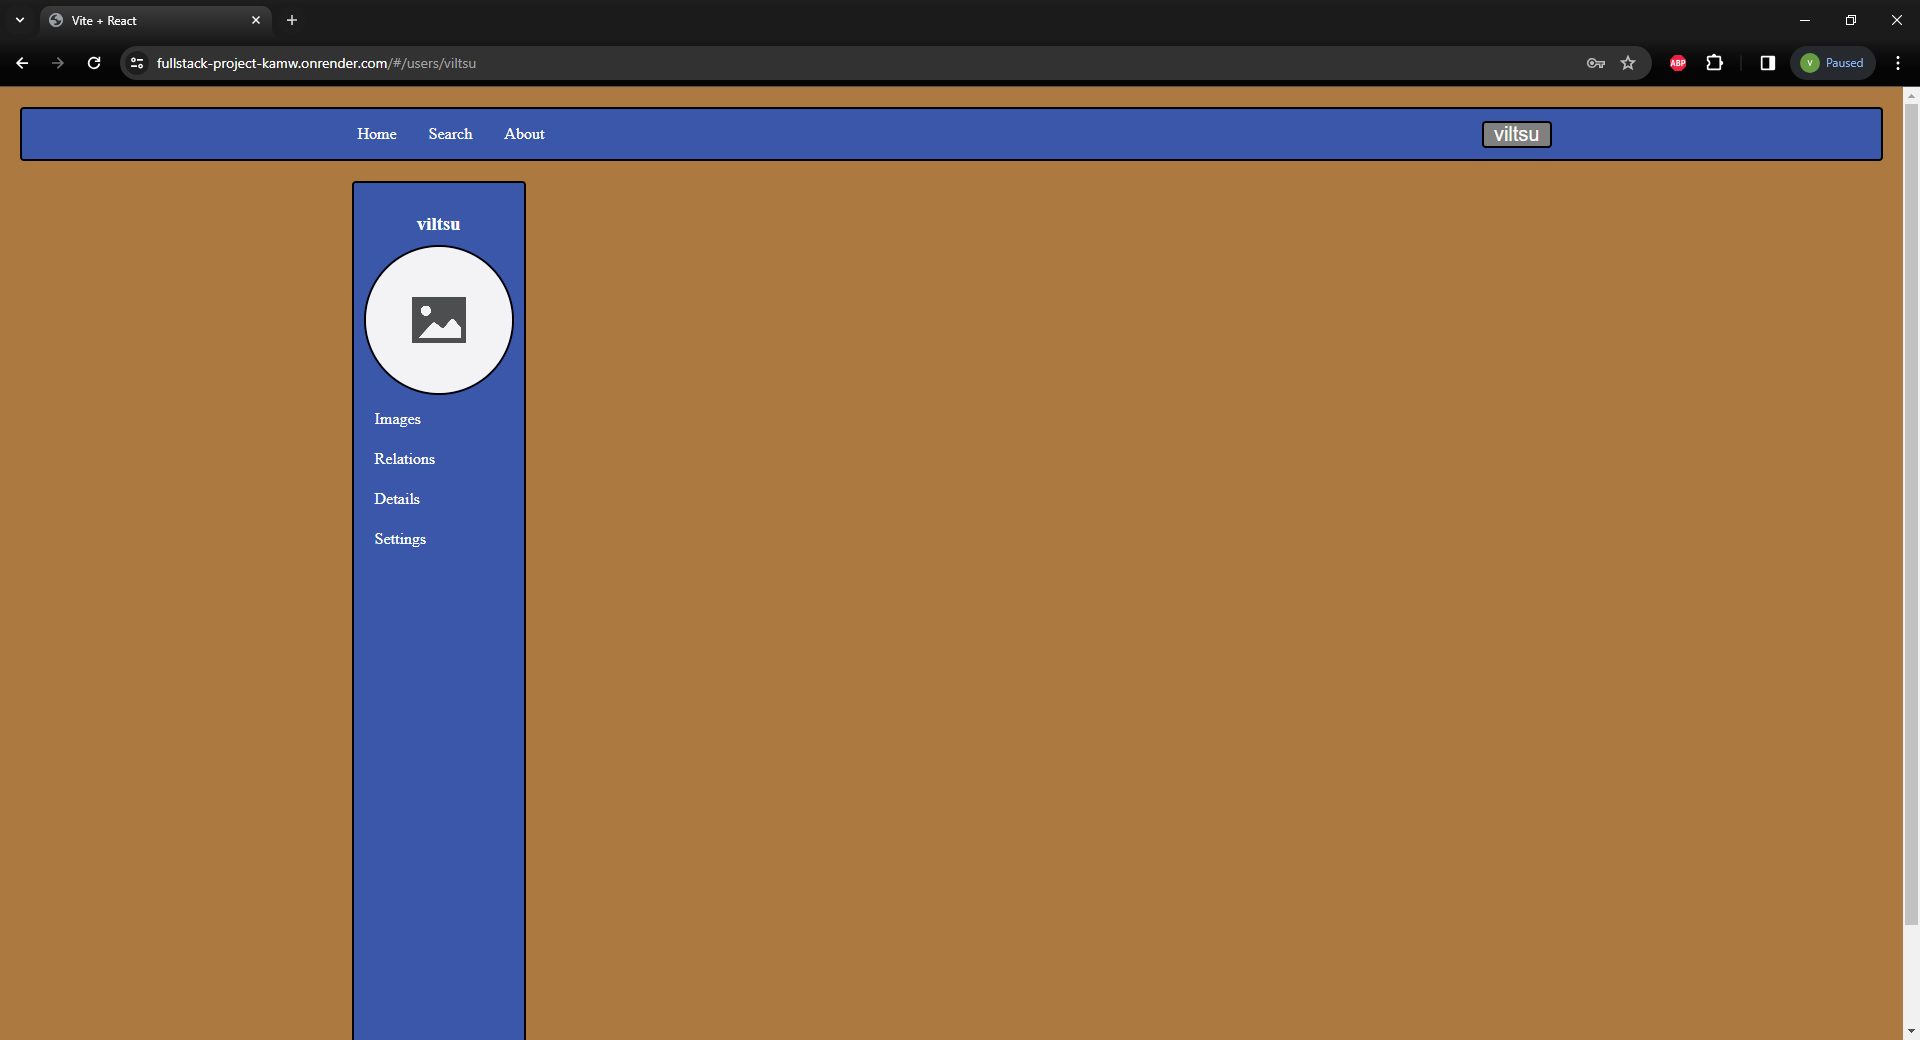 Vite + React
fullstack-project-kamw.onrender.com/#/users/viltsu
ABP
V Paused
Home Search About viltsu
viltsu
Images
Relations
Details
Settings